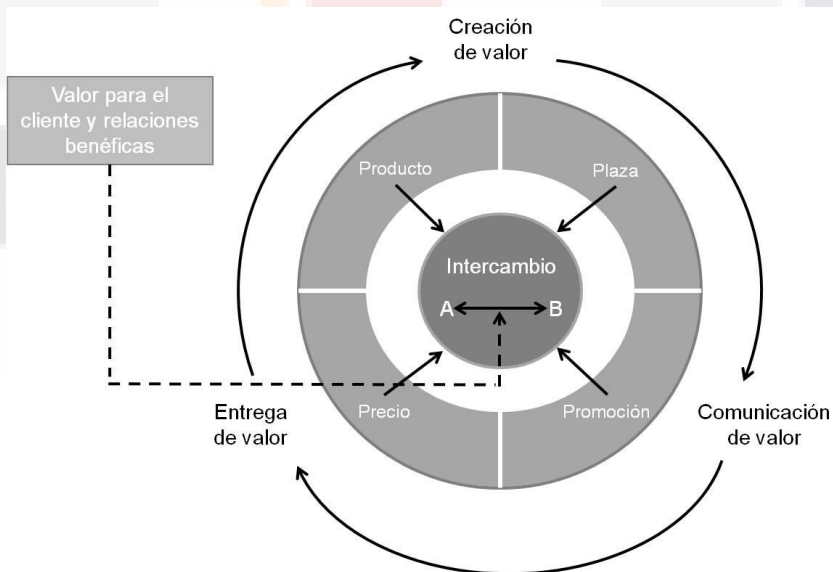 Creación
de valor
Valor para el
cliente y relaciones
benéficas
Producto
Plaza
Intercambio
A B
Precio
Promoción
Entrega
de valor
Comunicación
de valor